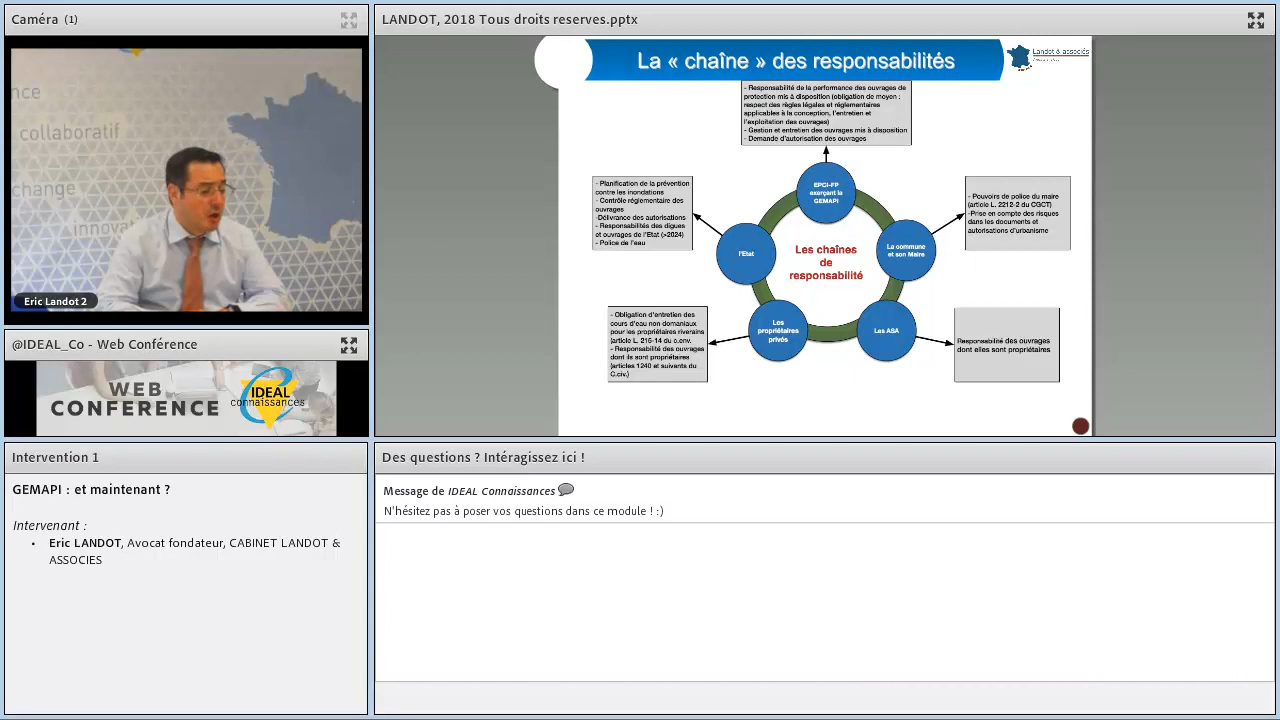 Caméra (1)
nce
collaboratif
change
innova
Eric Landot 2
@IDEAL_Co - Web Conférence
WEB
CONFERENCE
IDEAL
connaissances
Intervention 1
GEMAPI : et maintenant ?
Intervenant :
• Eric LANDOT, Avocat fondateur, CABINET LANDOT &
ASSOCIES
LANDOT, 2018 Tous droits reserves.pptx
La « chaîne » des responsabilités
Landot & associés
- Responsabilité de la performance des ouvrages de
protection mis à disposition (obligation de moyen :
respect des règles légales et réglementaires
applicables à la conception, l'entretien et
l'exploitation des ouvrages)
- Gestion et entretien des ouvrages mis à disposition
- Demande d'autorisation des ouvrages
EPCI-FP
exerçant la
GEMAPI
- Planification de la prévention
contre les inondations
- Contrôle réglementaire des
ouvrages
-Délivrance des autorisations
- Responsabilités des digues
et ouvrages de l'Etat (>2024)
- Police de l'eau
l'Etat
Les chaînes
de
responsabilité
La commune
et son Maire
- Pouvoirs de police du maire
(article L. 2212-2 du CGCT)
-Prise en compte des risques
dans les documents et
autorisations d'urbanisme
- Obligation d'entretien des
cours d'eau non domaniaux
pour les propriétaires riverains
(article L. 215-14 du c.env.
- Responsabilité des ouvrages
dont ils sont propriétaires
(articles 1240 et suivants du
C.civ.)
Les
propriétaires
privés
Les ASA
Responsabilité des ouvrages
dont elles sont propriétaires
Des questions ? Intéragissez ici !
Message de IDEAL Connaissances
N'hésitez pas à poser vos questions dans ce module ! :)